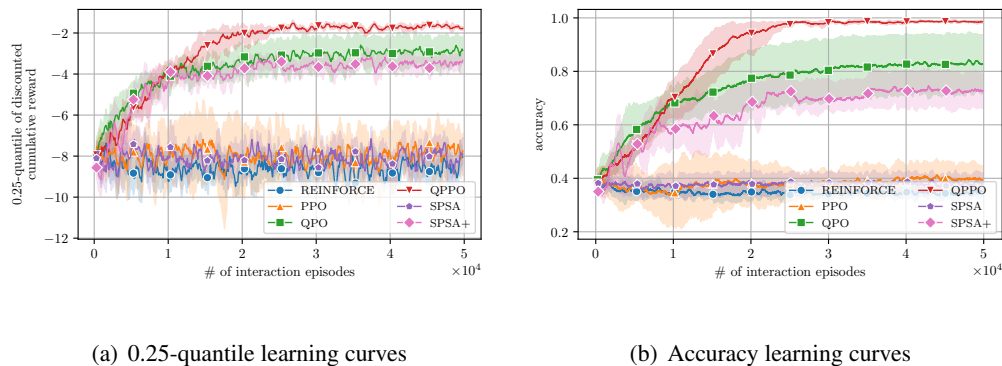 0.25-quantile of discounted
cumulative reward
−2
−4
−6
−8
−10
−12
0
1
2
3
4
5
×10⁴
# of interaction episodes
REINFORCE
PPO
QPO
QPPO
SPSA
SPSA+
(a) 0.25-quantile learning curves
accuracy
1.0
0.8
0.6
0.4
0.2
0
1
2
3
4
5
×10⁴
# of interaction episodes
REINFORCE
PPO
QPO
QPPO
SPSA
SPSA+
(b) Accuracy learning curves